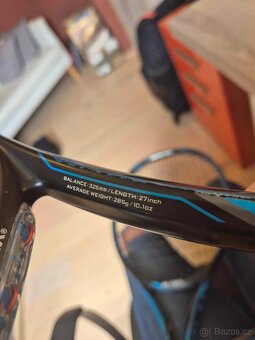 BALANCE: 325mm/LENGTH:27inch
AVERAGE WEIGHT: 285g/10.1oz
Bazos.cz